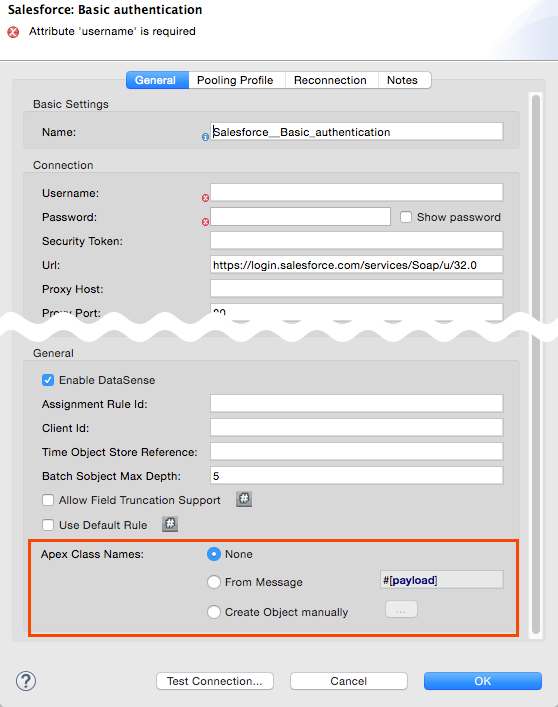 Salesforce: Basic authentication
Attribute 'username' is required
General Pooling Profile Reconnection Notes
Basic Settings
Name: Salesforce__Basic_authentication
Connection
Username:
Password: Show password
Security Token:
Url: https://login.salesforce.com/services/Soap/u/32.0
Proxy Host:
Proxy Port: 80
General
Enable DataSense
Assignment Rule Id:
Client Id:
Time Object Store Reference:
Batch Sobject Max Depth: 5
Allow Field Truncation Support #
Use Default Rule #
Apex Class Names: None
From Message #[payload]
Create Object manually ...
? Test Connection... Cancel OK